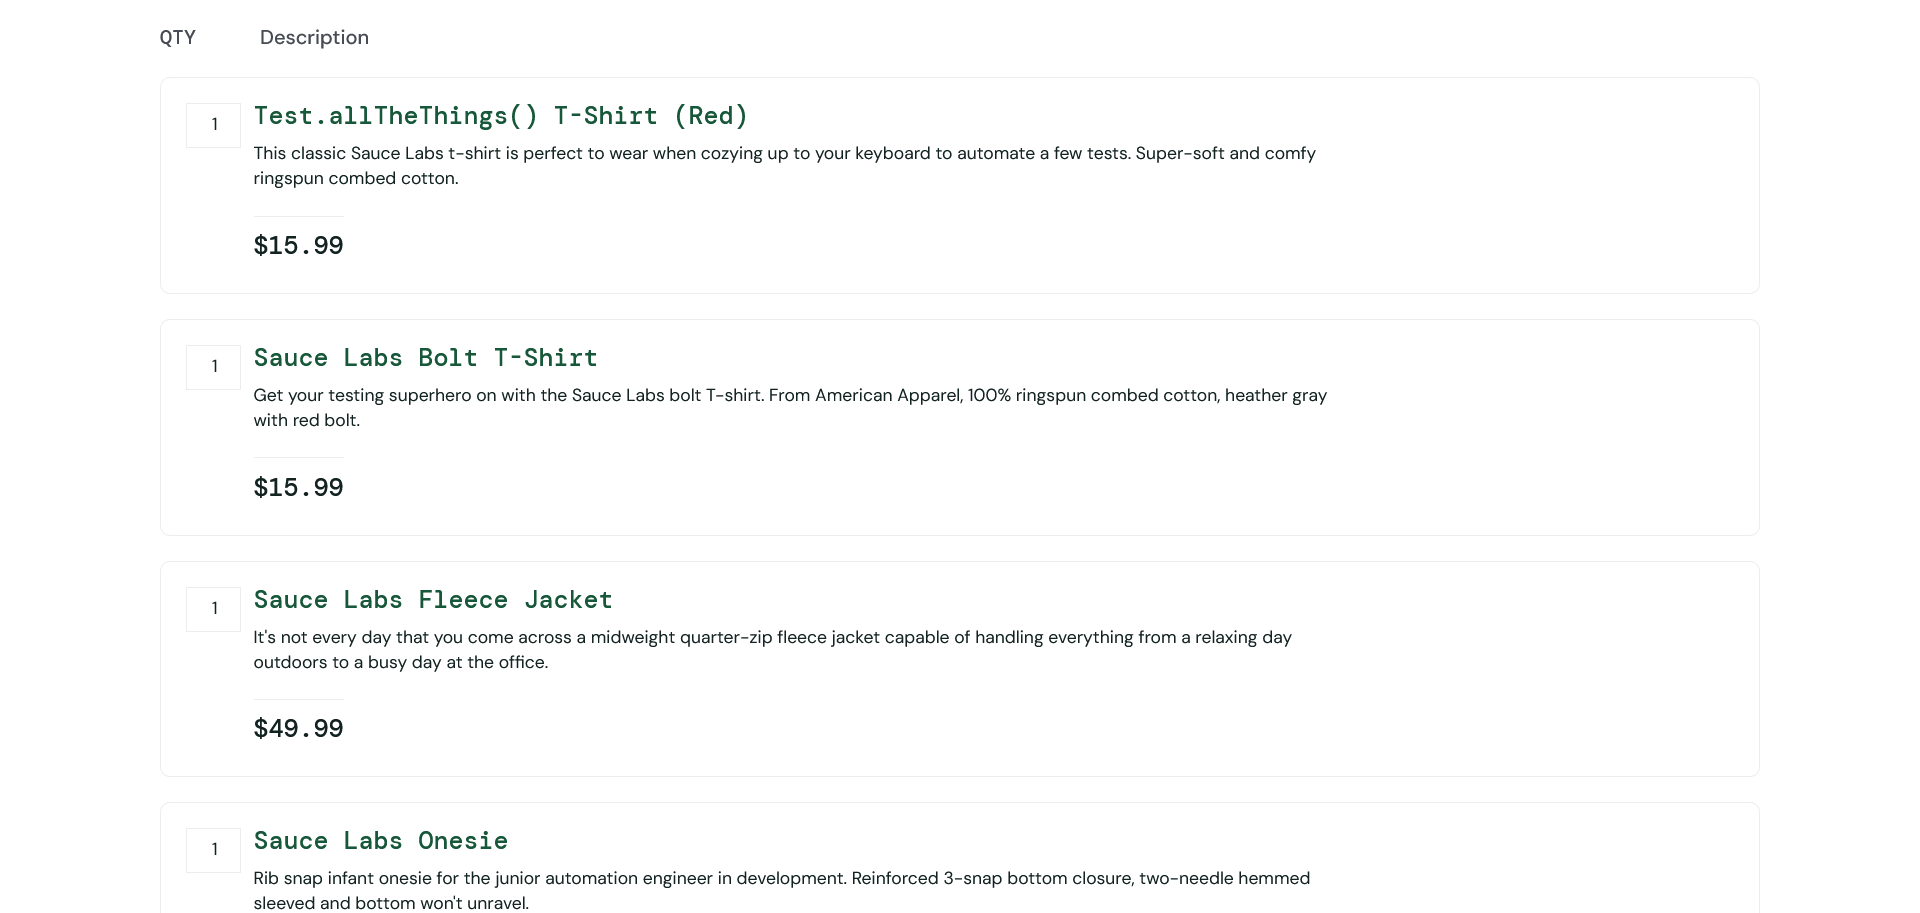 QTY Description
1 Test.allTheThings() T-Shirt (Red)
This classic Sauce Labs t-shirt is perfect to wear when cozying up to your keyboard to automate a few tests. Super-soft and comfy
ringspun combed cotton.
$15.99
1 Sauce Labs Bolt T-Shirt
Get your testing superhero on with the Sauce Labs bolt T-shirt. From American Apparel, 100% ringspun combed cotton, heather gray
with red bolt.
$15.99
1 Sauce Labs Fleece Jacket
It's not every day that you come across a midweight quarter-zip fleece jacket capable of handling everything from a relaxing day
outdoors to a busy day at the office.
$49.99
1 Sauce Labs Onesie
Rib snap infant onesie for the junior automation engineer in development. Reinforced 3-snap bottom closure, two-needle hemmed
sleeved and bottom won't unravel.